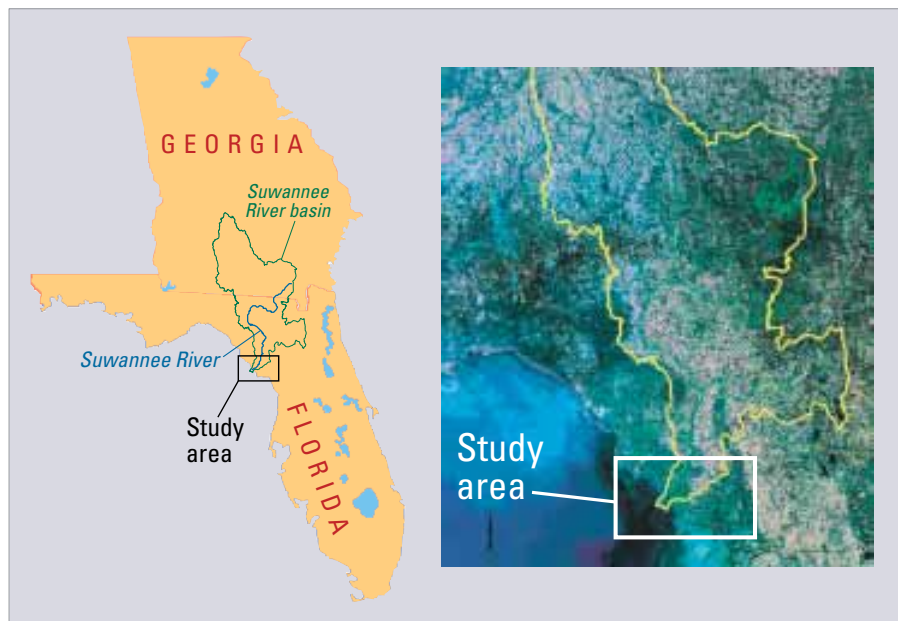 GEORGIA
Suwannee
River basin
Suwannee River
Study
area
FLORIDA
Study
area